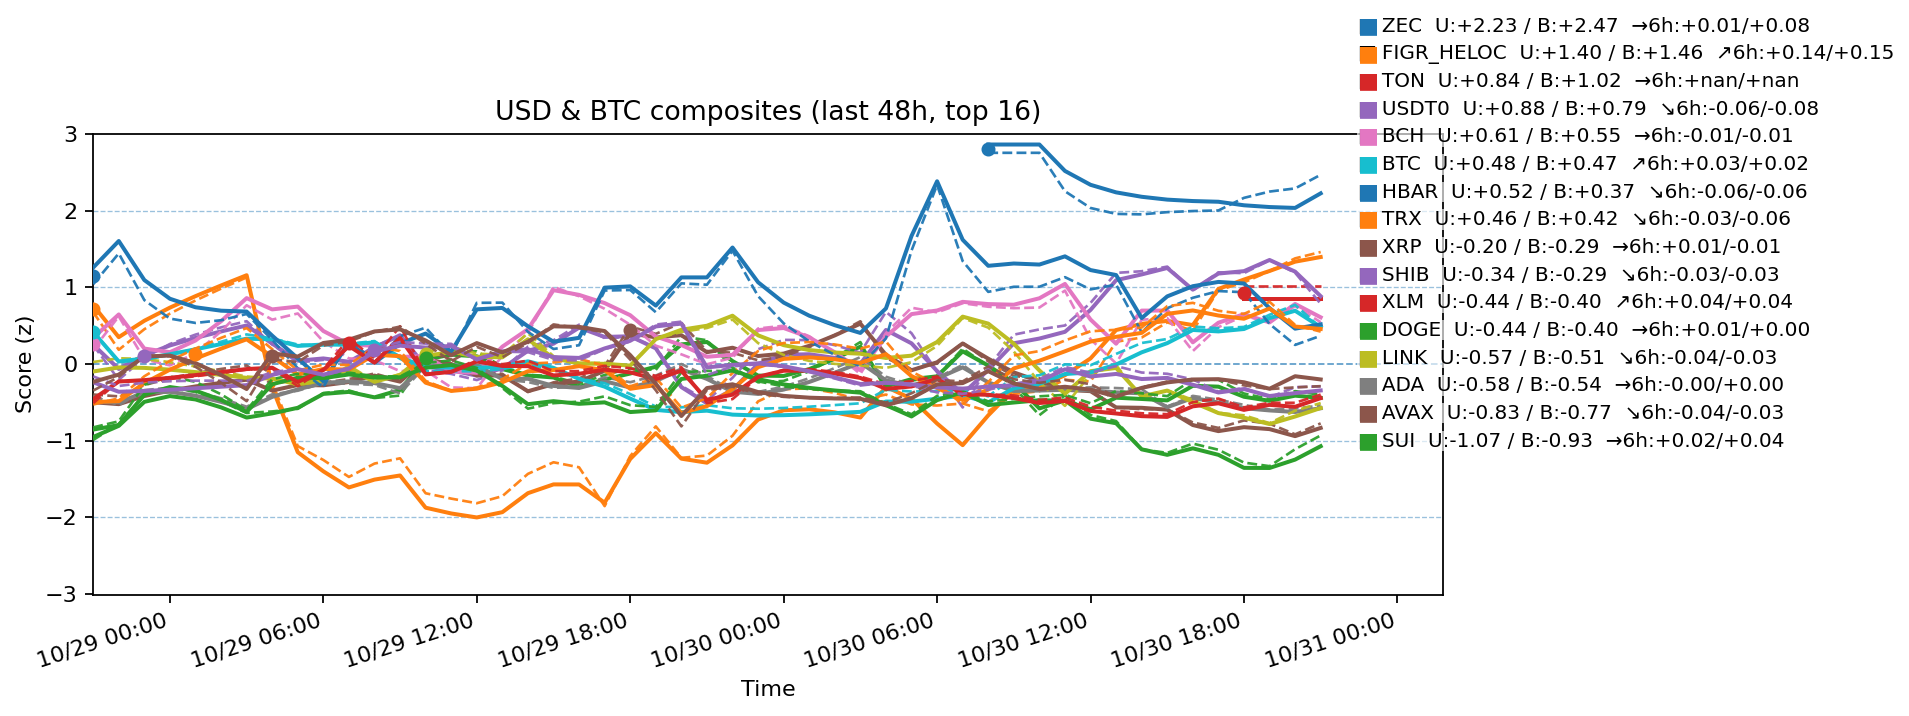 ZEC U:+2.23 / B:+2.47 →6h:+0.01/+0.08
FIGR_HELOC U:+1.40 / B:+1.46 ↗6h:+0.14/+0.15
TON U:+0.84 / B:+1.02 →6h:+nan/+nan
USDT0 U:+0.88 / B:+0.79 ↘6h:-0.06/-0.08
BCH U:+0.61 / B:+0.55 →6h:-0.01/-0.01
BTC U:+0.48 / B:+0.47 ↗6h:+0.03/+0.02
HBAR U:+0.52 / B:+0.37 ↘6h:-0.06/-0.06
TRX U:+0.46 / B:+0.42 ↘6h:-0.03/-0.06
XRP U:-0.20 / B:-0.29 →6h:+0.01/-0.01
SHIB U:-0.34 / B:-0.29 ↘6h:-0.03/-0.03
XLM U:-0.44 / B:-0.40 ↗6h:+0.04/+0.04
DOGE U:-0.44 / B:-0.40 →6h:+0.01/+0.00
LINK U:-0.57 / B:-0.51 ↘6h:-0.04/-0.03
ADA U:-0.58 / B:-0.54 →6h:-0.00/+0.00
AVAX U:-0.83 / B:-0.77 ↘6h:-0.04/-0.03
SUI U:-1.07 / B:-0.93 →6h:+0.02/+0.04
USD & BTC composites (last 48h, top 16)
3
2
1
0
−1
−2
−3
Score (z)
10/29 00:00
10/29 06:00
10/29 12:00
10/29 18:00
10/30 00:00
10/30 06:00
10/30 12:00
10/30 18:00
10/31 00:00
Time